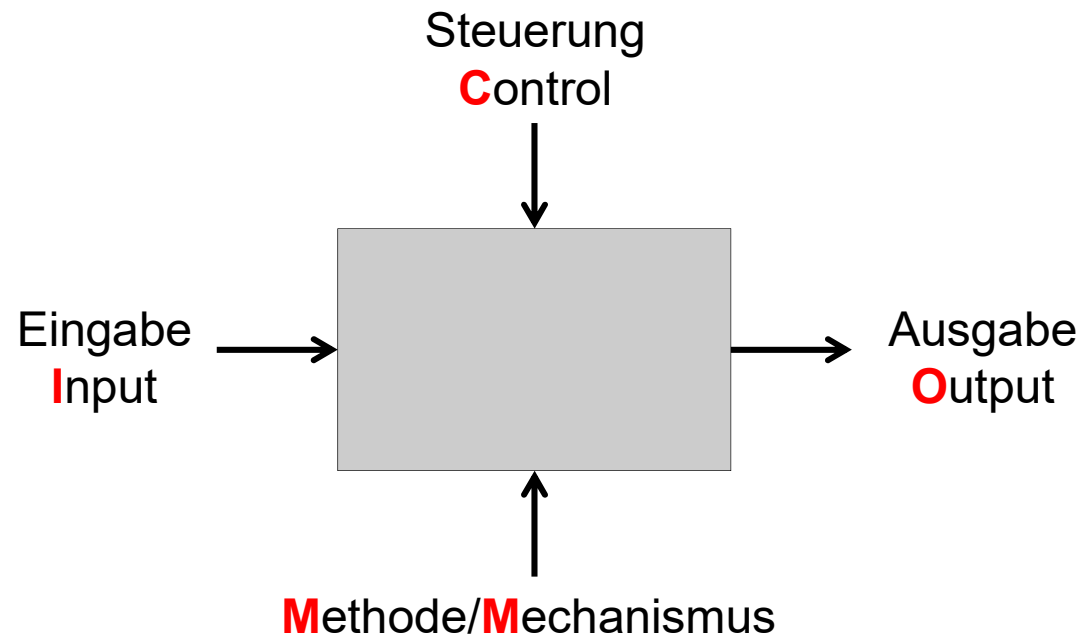 Steuerung
Control
Eingabe
Input
Ausgabe
Output
Methode/Mechanismus